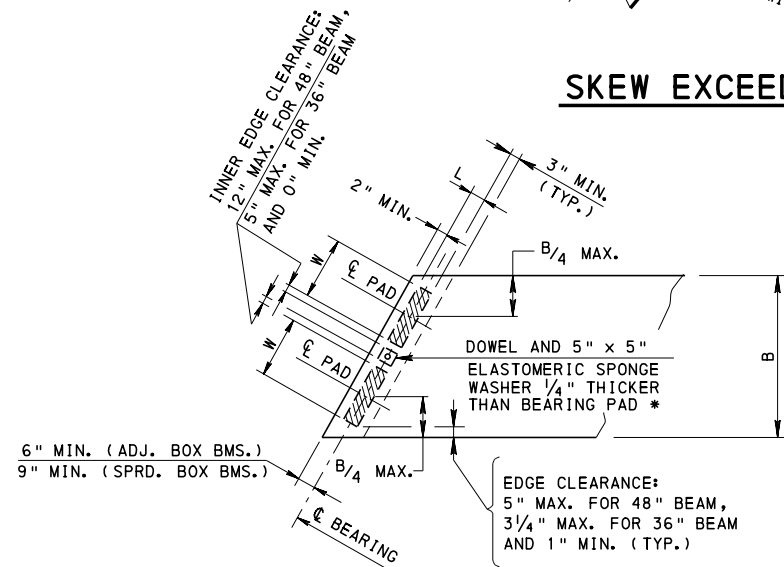 SKEW EXCEED
INNER EDGE CLEARANCE:
12" MAX. FOR 48" BEAM,
5" MAX. FOR 36" BEAM
AND 0" MIN.
2" MIN.
L
3" MIN.
(TYP.)
B/4 MAX.
W
℄ PAD
W
℄ PAD
DOWEL AND 5" x 5"
ELASTOMERIC SPONGE
WASHER 1/4" THICKER
THAN BEARING PAD *
B
6" MIN. (ADJ. BOX BMS.)
9" MIN. (SPRD. BOX BMS.)
B/4 MAX.
℄ BEARING
EDGE CLEARANCE:
5" MAX. FOR 48" BEAM,
3 1/4" MAX. FOR 36" BEAM
AND 1" MIN. (TYP.)